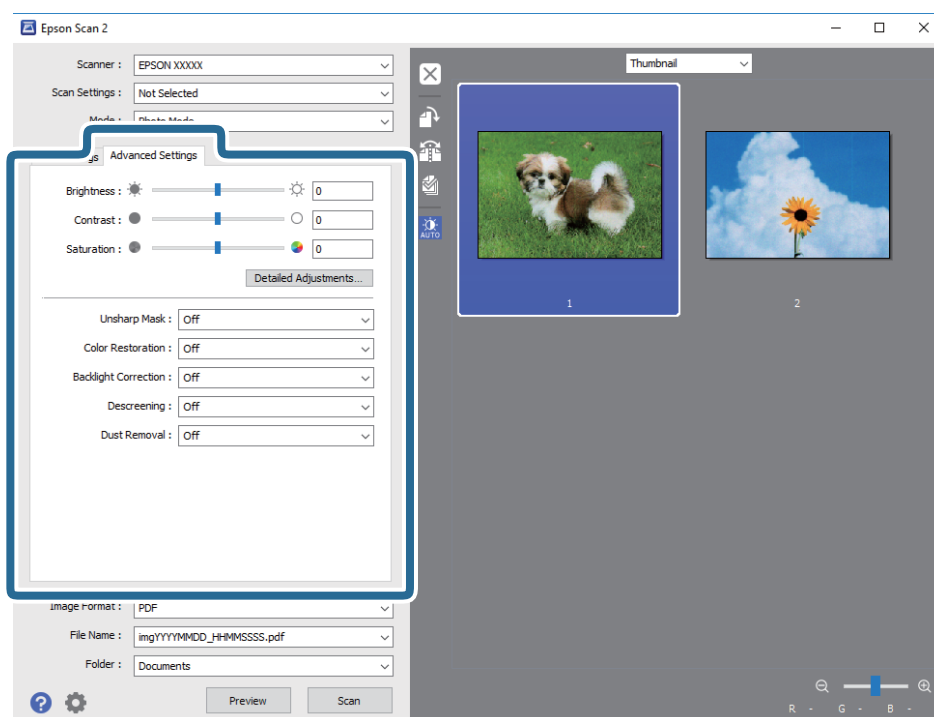 Epson Scan 2
Scanner : EPSON XXXXX
Scan Settings : Not Selected
Thumbnail
Advanced Settings
Brightness : 0
Contrast : 0
Saturation : 0
Detailed Adjustments...
Unsharp Mask : Off
Color Restoration : Off
Backlight Correction : Off
Descreening : Off
Dust Removal : Off
Image Format : PDF
File Name : imgYYYYMMDD_HHMMSSSS.pdf
Folder : Documents
Preview Scan
AUTO
1 2
R - G - B -